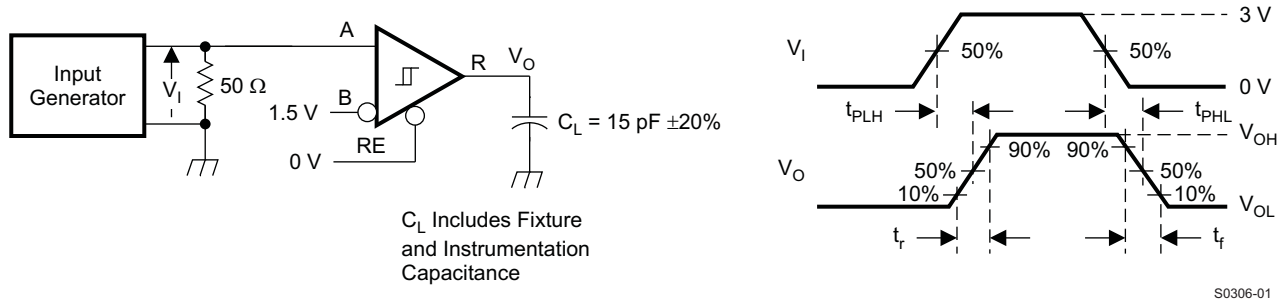 Input
Generator
V_I
50 Ω
A
1.5 V
B
RE
0 V
R
V_O
C_L = 15 pF ±20%
C_L Includes Fixture
and Instrumentation
Capacitance
V_I
50%
50%
3 V
0 V
t_PLH
t_PHL
V_O
50%
10%
90%
90%
50%
10%
V_OH
V_OL
t_r
t_f
S0306-01